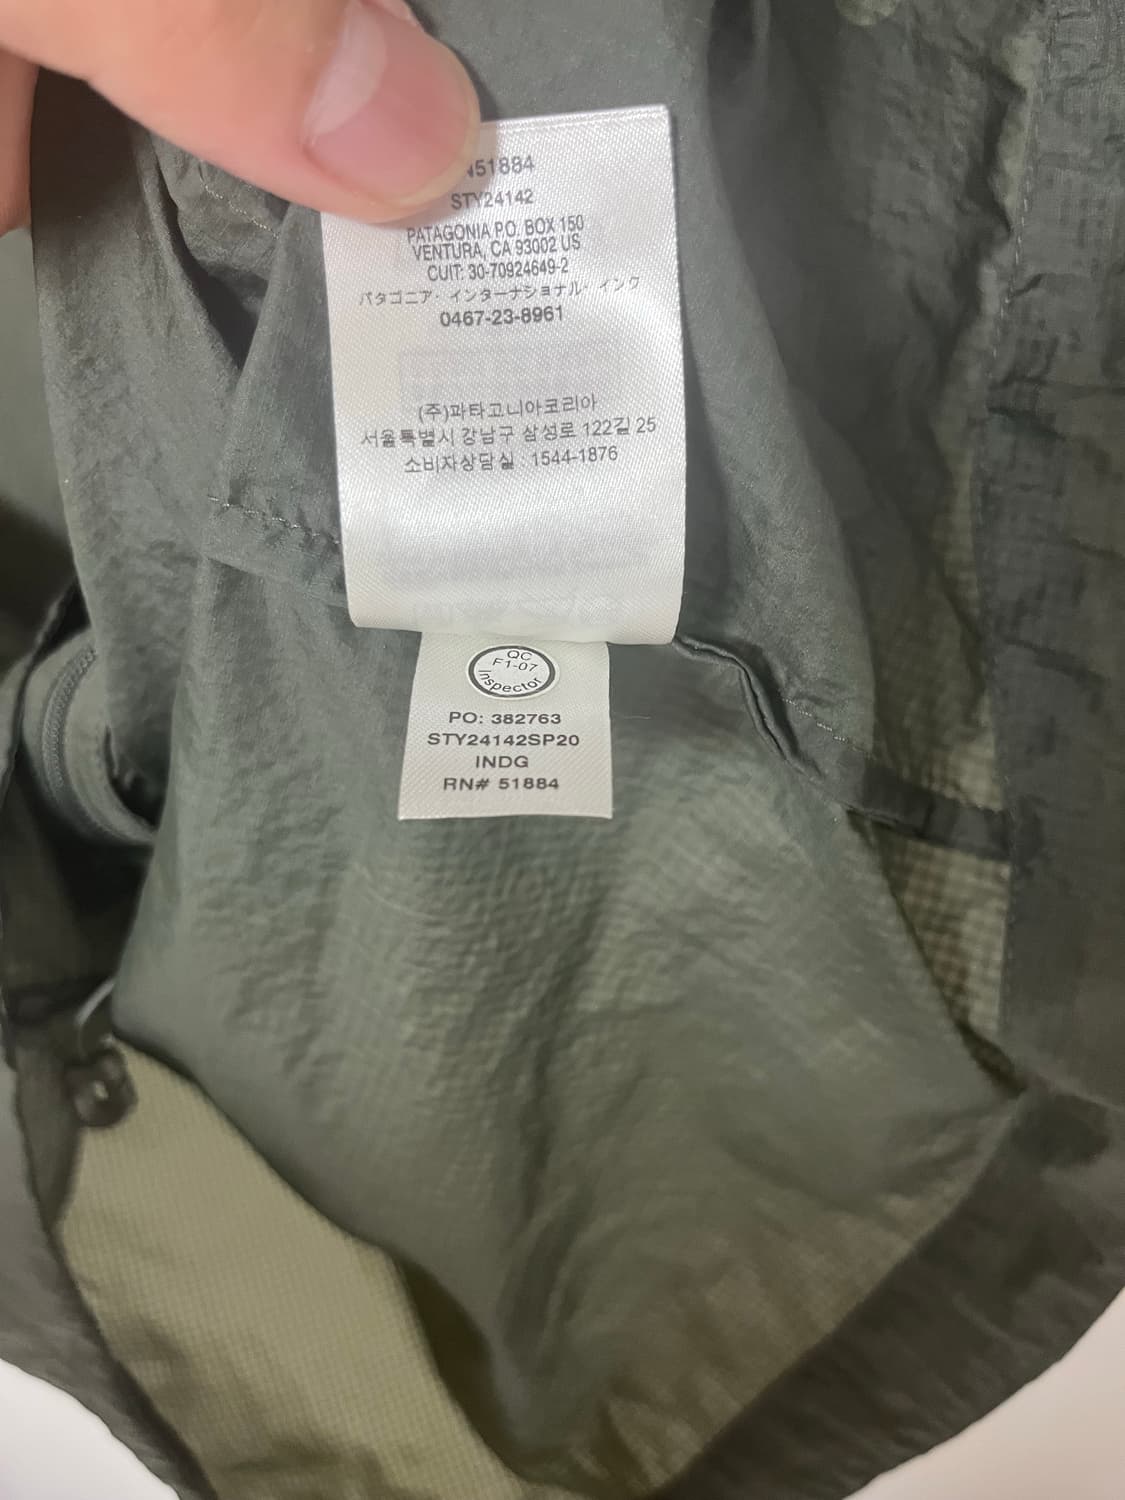 51884
STY24142
PATAGONIA P.O. BOX 150
VENTURA, CA 93002 US
CUIT: 30-70924649-2
パタゴニア・インターナショナル・インク
0467-23-8961
(주)파타고니아코리아
서울특별시 강남구 삼성로 122길 25
소비자상담실 : 1544-1876
QC
F1-07
Inspector
PO: 382763
STY24142SP20
INDG
RN# 51884